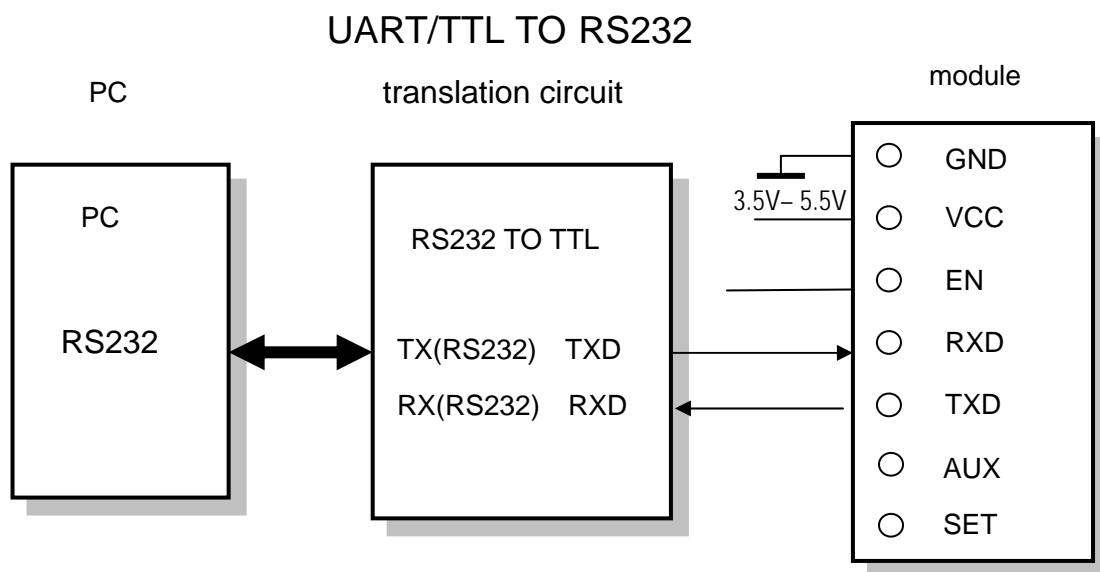 UART/TTL TO RS232
PC
translation circuit
module
PC
RS232
RS232 TO TTL
TX(RS232) TXD
RX(RS232) RXD
3.5V– 5.5V
GND
VCC
EN
RXD
TXD
AUX
SET